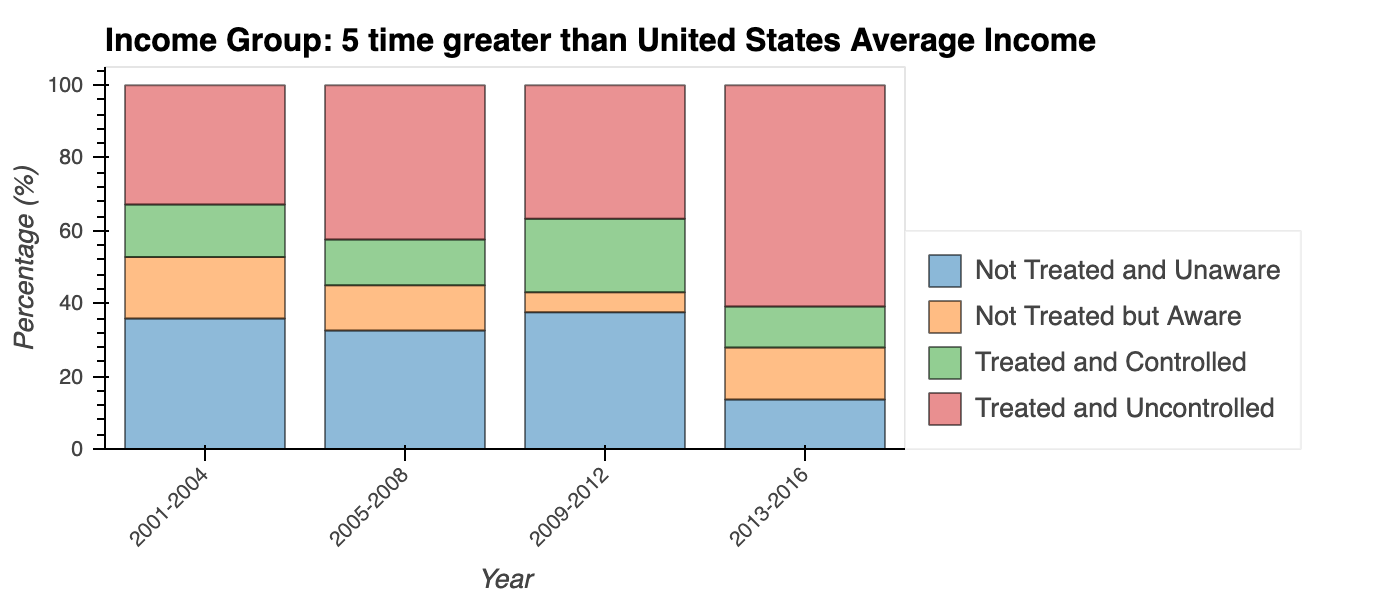 Income Group: 5 time greater than United States Average Income
Percentage (%)
100
80
60
40
20
0
2001-2004
2005-2008
2009-2012
2013-2016
Year
Not Treated and Unaware
Not Treated but Aware
Treated and Controlled
Treated and Uncontrolled